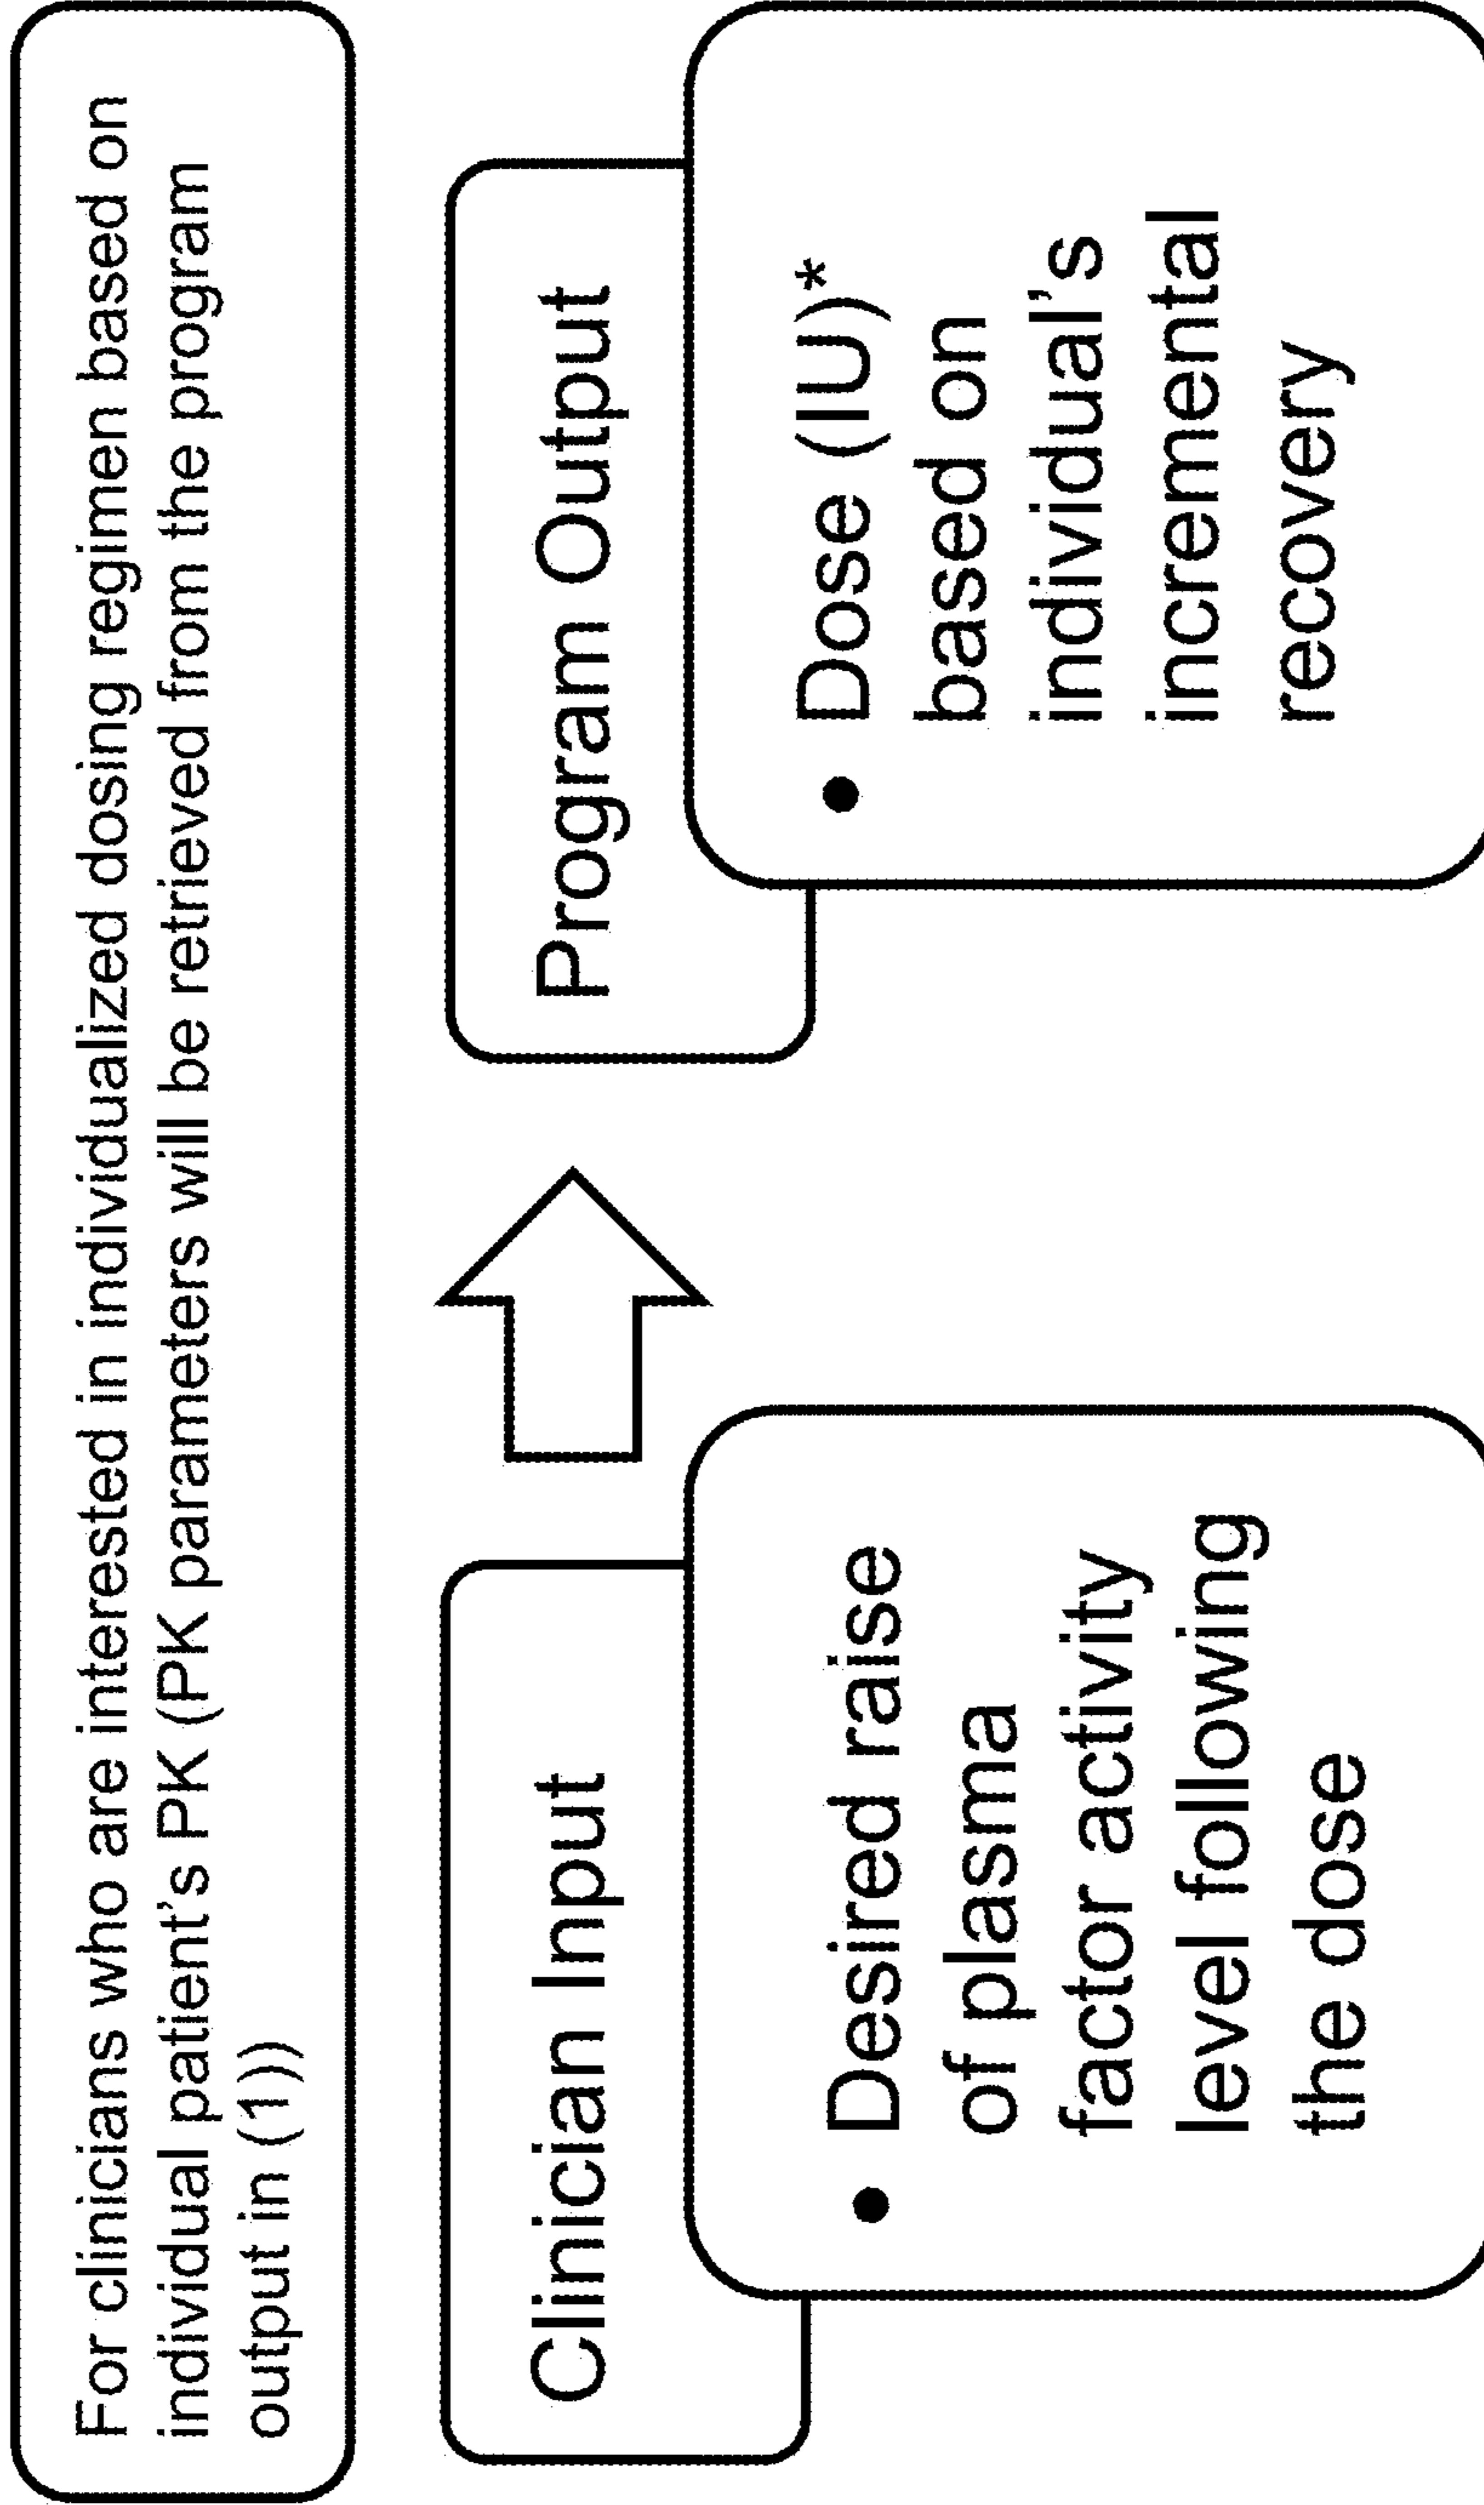 For clinicians who are interested in individualized dosing regimen based on
individual patient's PK (PK parameters will be retrieved from the program
output in (1))
Clinician Input
• Desired raise
of plasma
factor activity
level following
the dose
Program Output
• Dose (IU)*
based on
individual's
incremental
recovery